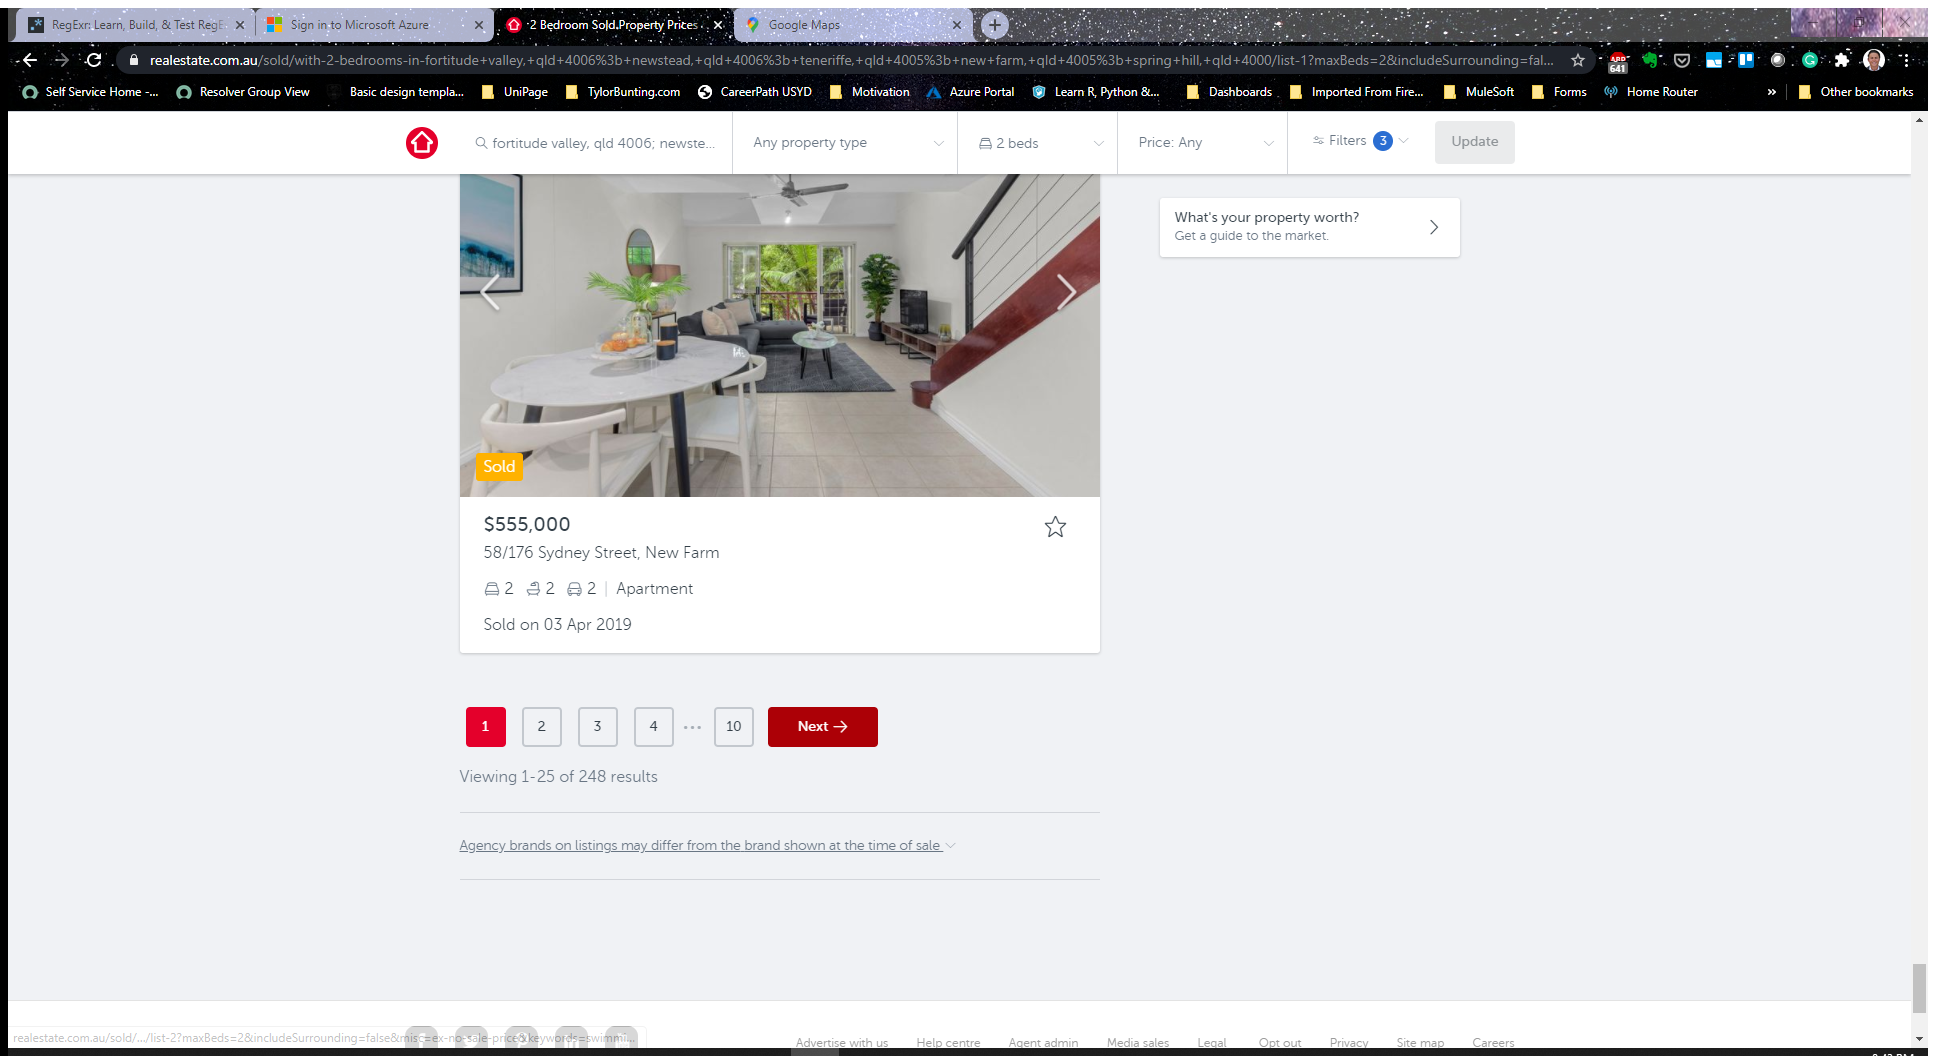 RegExr: Learn, Build, & Test RegE
Sign in to Microsoft Azure
2 Bedroom Sold Property Prices
Google Maps
realestate.com.au/sold/with-2-bedrooms-in-fortitude+valley,+qld+4006%3b+newstead,+qld+4006%3b+teneriffe,+qld+4005%3b+new+farm,+qld+4005%3b+spring+hill,+qld+4000/list-1?maxBeds=2&includeSurrounding=fal...
641
Self Service Home -...
Resolver Group View
Basic design templa...
UniPage
TylorBunting.com
CareerPath USYD
Motivation
Azure Portal
Learn R, Python &...
Dashboards
Imported From Fire...
MuleSoft
Forms
Home Router
»
Other bookmarks
fortitude valley, qld 4006; newste...
Any property type
2 beds
Price: Any
Filters 3
Update
What's your property worth?
Get a guide to the market.
Sold
$555,000
58/176 Sydney Street, New Farm
2 2 2 | Apartment
Sold on 03 Apr 2019
1 2 3 4 ... 10 Next →
Viewing 1-25 of 248 results
Agency brands on listings may differ from the brand shown at the time of sale
realestate.com.au/sold/.../list-2?maxBeds=2&includeSurrounding=false&misc=ex-no-sale-price&keywords=swimmi...
Advertise with us
Help centre
Agent admin
Media sales
Legal
Opt out
Privacy
Site map
Careers